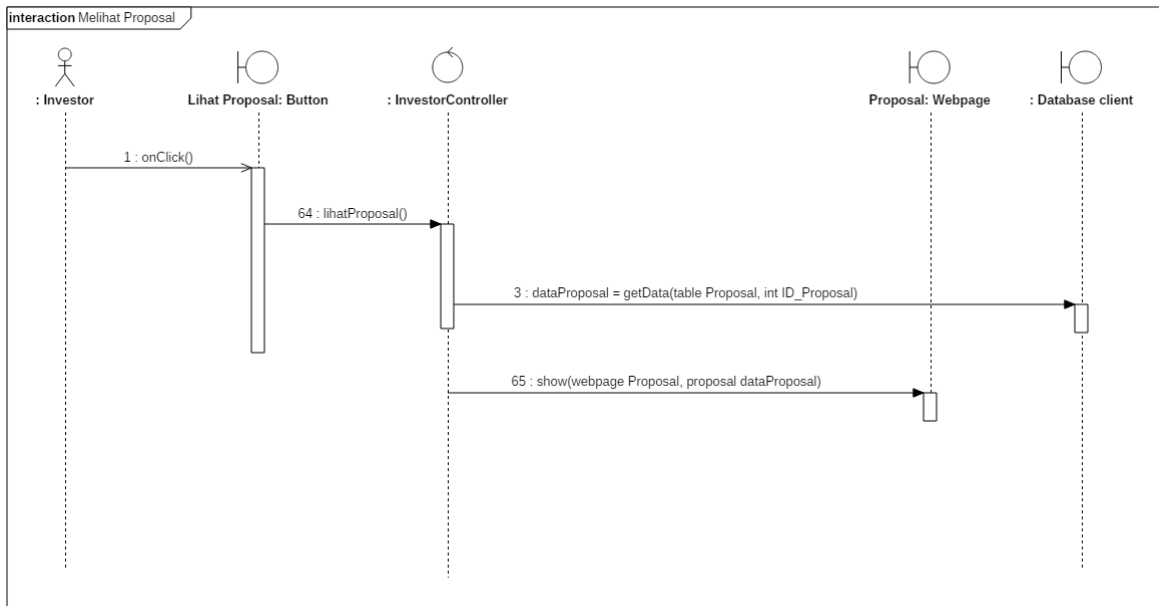 interaction Melihat Proposal
: Investor
Lihat Proposal: Button
: InvestorController
Proposal: Webpage
: Database client
1 : onClick()
64 : lihatProposal()
3 : dataProposal = getData(table Proposal, int ID_Proposal)
65 : show(webpage Proposal, proposal dataProposal)